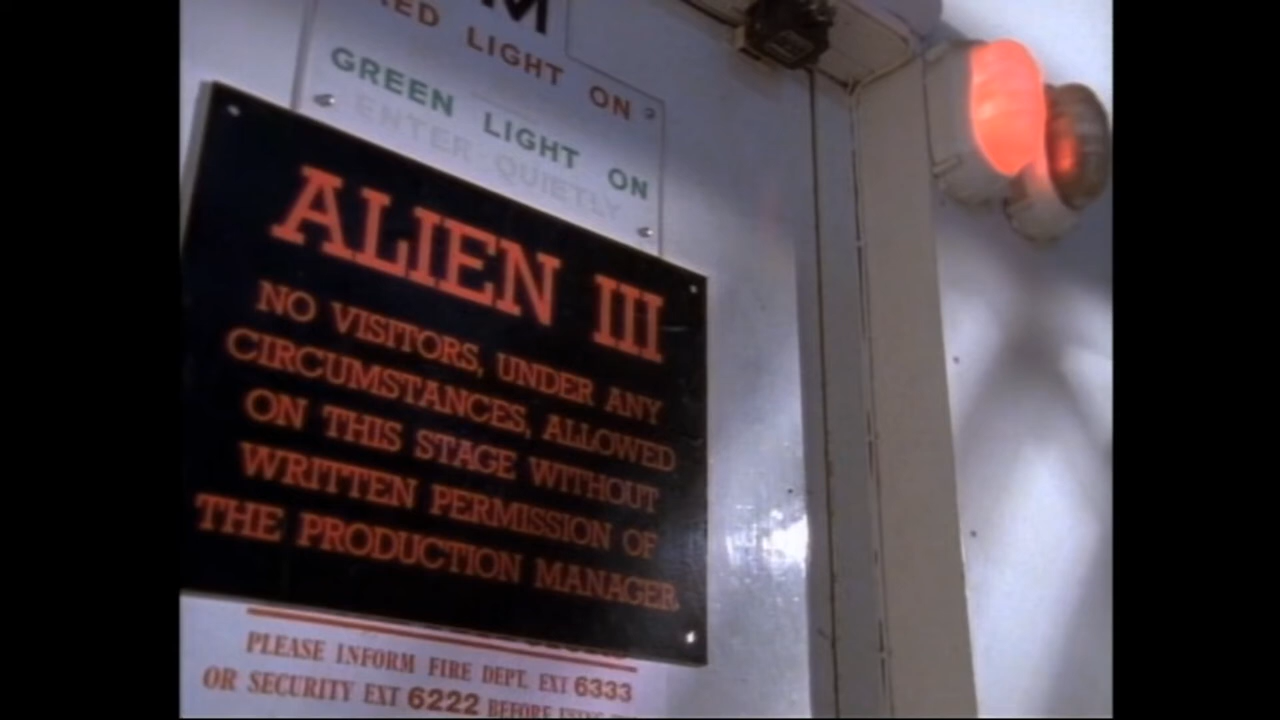 LIGHT ON
GREEN LIGHT ON
ENTER QUIETLY
ALIEN III
NO VISITORS, UNDER ANY
CIRCUMSTANCES, ALLOWED
ON THIS STAGE WITHOUT
WRITTEN PERMISSION OF
THE PRODUCTION MANAGER
PLEASE INFORM FIRE DEPT. EXT 6333
OR SECURITY EXT 6222 BEFORE